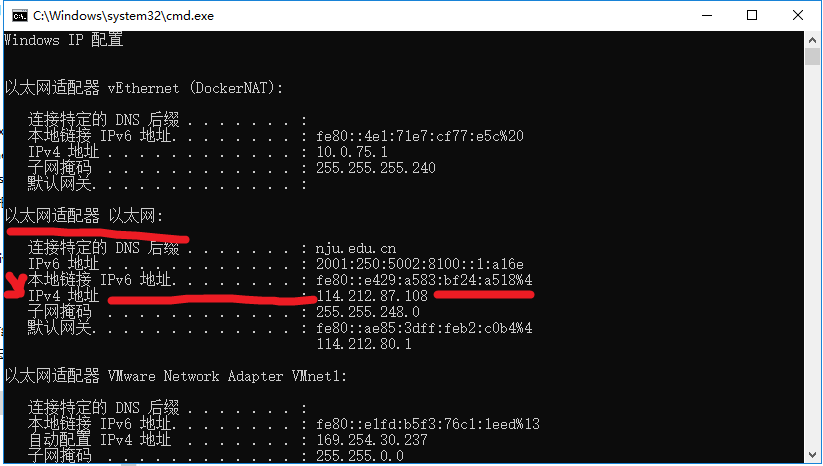 C:\Windows\system32\cmd.exe
Windows IP 配置
以太网适配器 vEthernet (DockerNAT):
连接特定的 DNS 后缀 . . . . . . . :
本地链接 IPv6 地址. . . . . . . . : fe80::4e1:71e7:cf77:e5c%20
IPv4 地址 . . . . . . . . . . . . : 10.0.75.1
子网掩码 . . . . . . . . . . . . : 255.255.255.240
默认网关. . . . . . . . . . . . . :
以太网适配器 以太网:
连接特定的 DNS 后缀 . . . . . . . : nju.edu.cn
IPv6 地址 . . . . . . . . . . . . : 2001:250:5002:8100::1:a16e
本地链接 IPv6 地址. . . . . . . . : fe80::e429:a583:bf24:a518%4
IPv4 地址 . . . . . . . . . . . . : 114.212.87.108
子网掩码 . . . . . . . . . . . . : 255.255.248.0
默认网关. . . . . . . . . . . . . : fe80::ae85:3dff:feb2:c0b4%4
114.212.80.1
以太网适配器 VMware Network Adapter VMnet1:
连接特定的 DNS 后缀 . . . . . . . :
本地链接 IPv6 地址. . . . . . . . : fe80::e1fd:b5f3:76c1:1eed%13
自动配置 IPv4 地址 . . . . . . . : 169.254.30.237
子网掩码 . . . . . . . . . . . . : 255.255.0.0